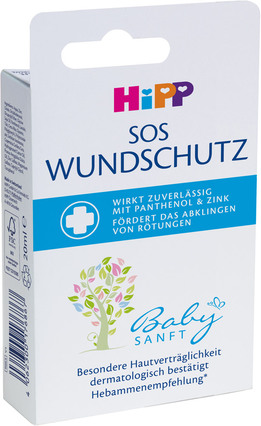 HiPP
SOS
WUNDSCHUTZ
WIRKT ZUVERLÄSSIG
MIT PANTHENOL & ZINK
FÖRDERT DAS ABKLINGEN
VON RÖTUNGEN
Baby
SANFT
Besondere Hautverträglichkeit
dermatologisch bestätigt
Hebammenempfehlung*
20ml e